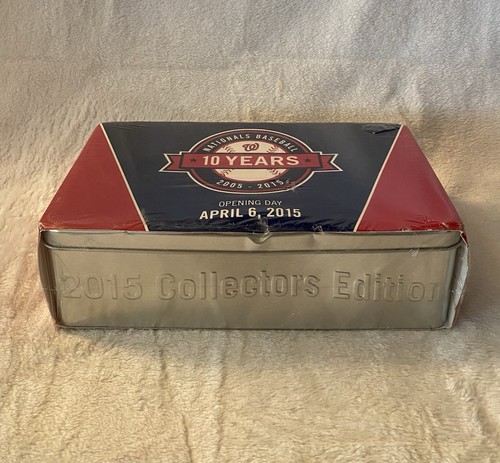 NATIONALS BASEBALL
W
10 YEARS
2005 - 2015
OPENING DAY
APRIL 6, 2015
2015 Collectors Edition